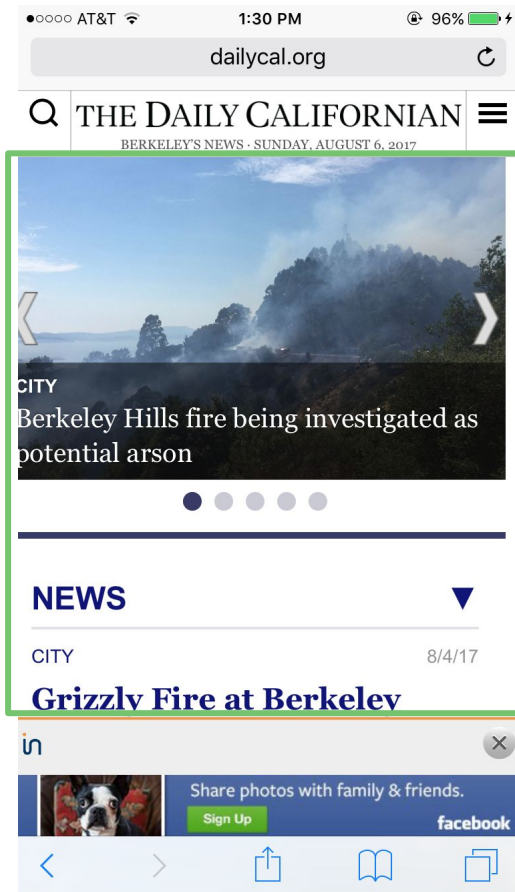 AT&T 1:30 PM 96%
dailycal.org
THE DAILY CALIFORNIAN
BERKELEY'S NEWS · SUNDAY, AUGUST 6, 2017
CITY
Berkeley Hills fire being investigated as
potential arson
NEWS
CITY 8/4/17
Grizzly Fire at Berkeley
in
Share photos with family & friends.
Sign Up
facebook